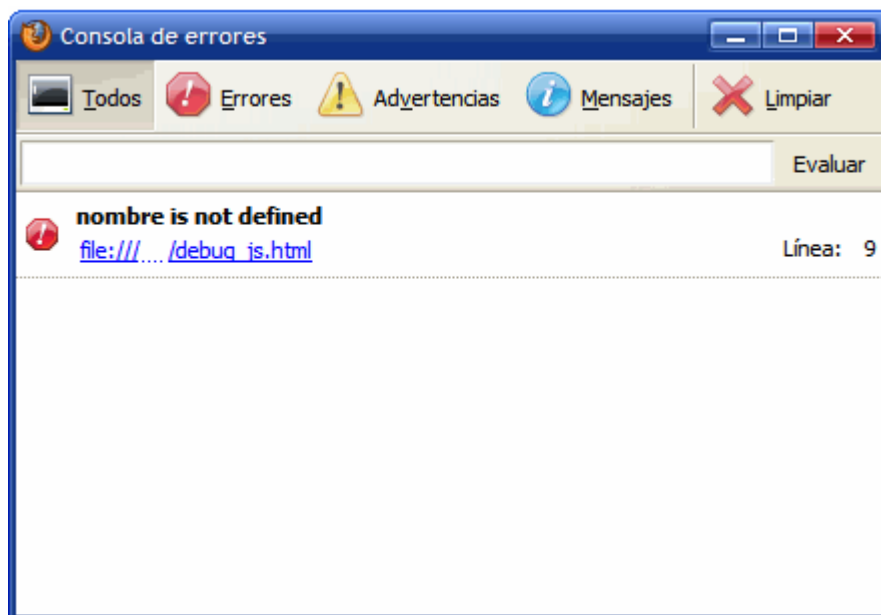 Consola de errores
Todos Errores Advertencias Mensajes Limpiar
Evaluar
nombre is not defined
file:///.... /debug_js.html Línea: 9